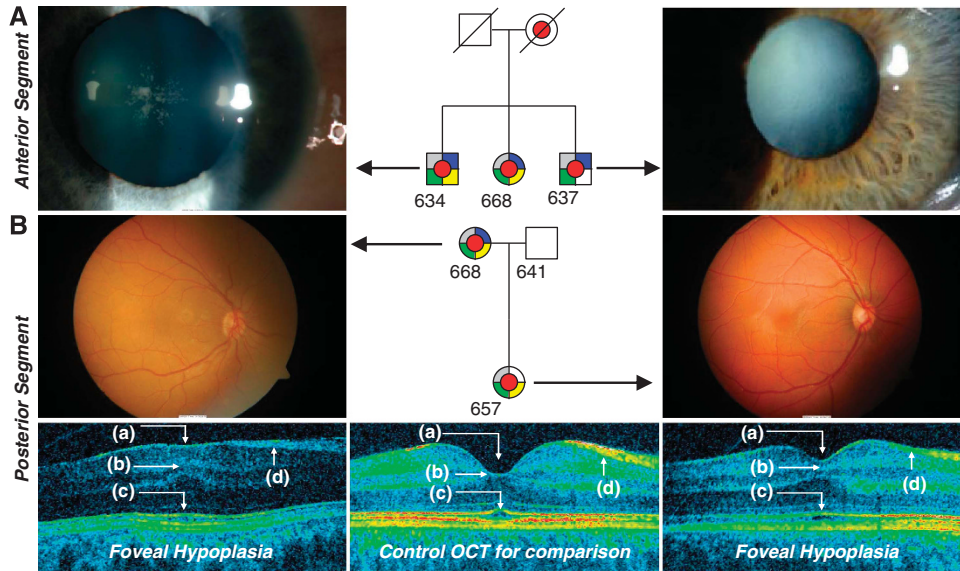 A
Anterior Segment
634
668
637
B
Posterior Segment
668
641
657
(a)
(b)
(c)
(d)
Foveal Hypoplasia
(a)
(b)
(c)
(d)
Control OCT for comparison
(a)
(b)
(c)
(d)
Foveal Hypoplasia